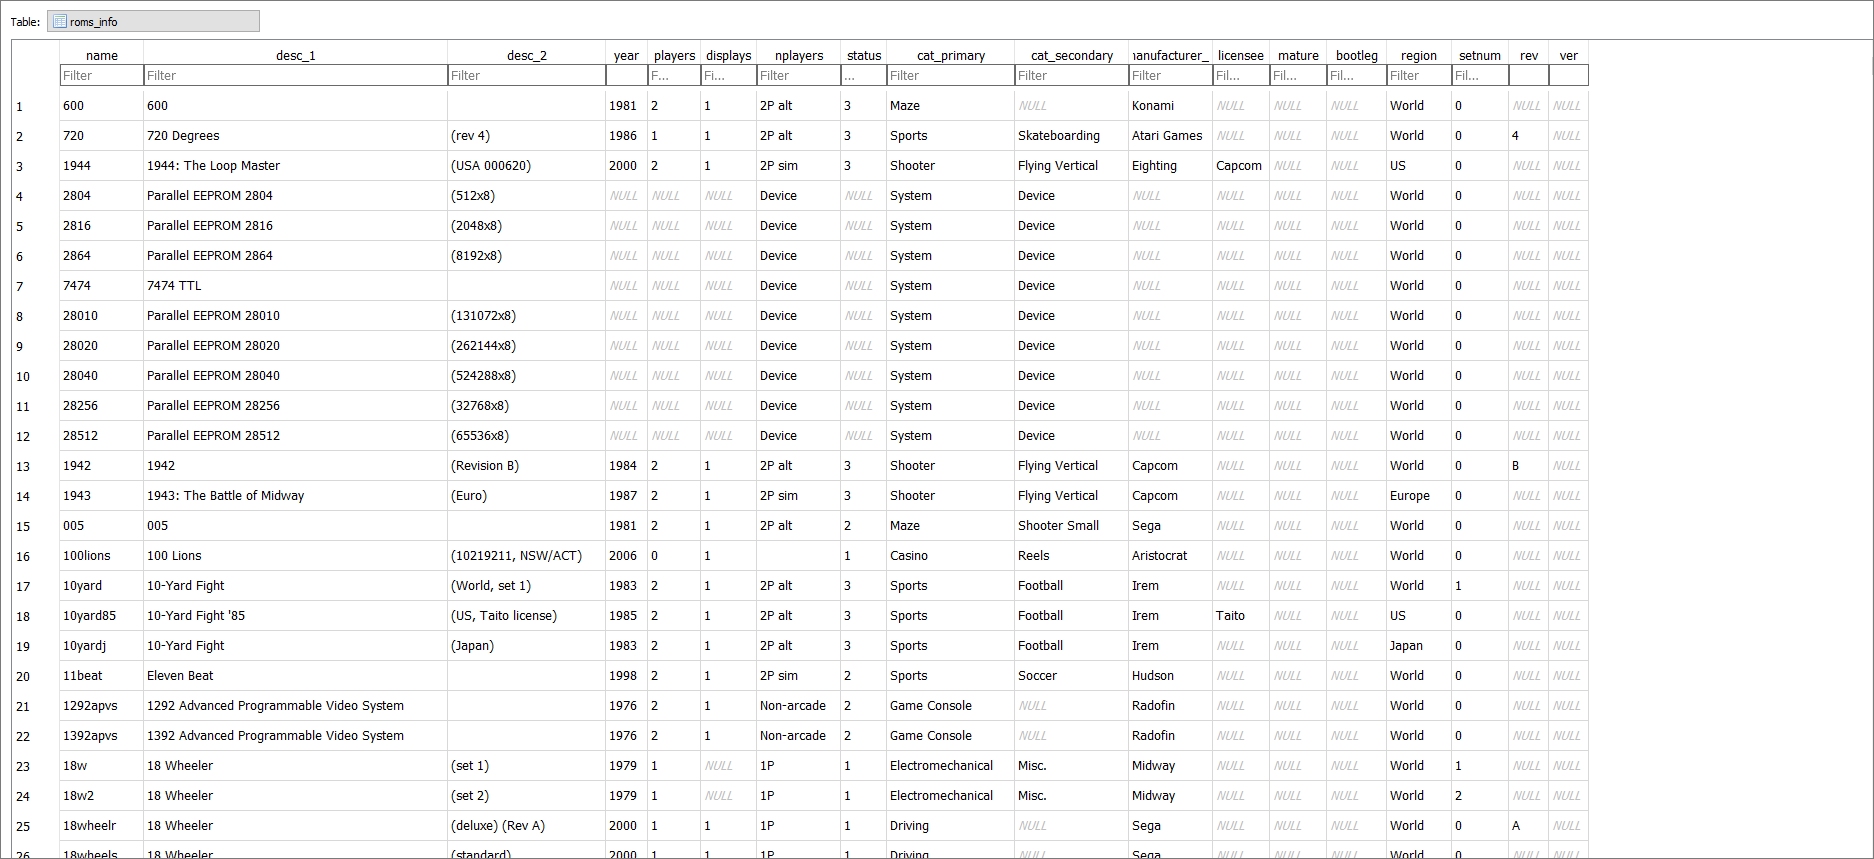 Table: roms_info
name desc_1 desc_2 year players displays nplayers status cat_primary cat_secondary nanufacturer_ licensee mature bootleg region setnum rev ver
Filter Filter Filter F... Fi... Filter ... Filter Filter Filter Fil... Fil... Fil... Filter Fil...
1 600 600 1981 2 1 2P alt 3 Maze NULL Konami NULL NULL NULL World 0 NULL NULL
2 720 720 Degrees (rev 4) 1986 1 1 2P alt 3 Sports Skateboarding Atari Games NULL NULL NULL World 0 4 NULL
3 1944 1944: The Loop Master (USA 000620) 2000 2 1 2P sim 3 Shooter Flying Vertical Eighting Capcom NULL NULL US 0 NULL NULL
4 2804 Parallel EEPROM 2804 (512x8) NULL NULL NULL Device NULL System Device NULL NULL NULL NULL World 0 NULL NULL
5 2816 Parallel EEPROM 2816 (2048x8) NULL NULL NULL Device NULL System Device NULL NULL NULL NULL World 0 NULL NULL
6 2864 Parallel EEPROM 2864 (8192x8) NULL NULL NULL Device NULL System Device NULL NULL NULL NULL World 0 NULL NULL
7 7474 7474 TTL NULL NULL NULL Device NULL System Device NULL NULL NULL NULL World 0 NULL NULL
8 28010 Parallel EEPROM 28010 (131072x8) NULL NULL NULL Device NULL System Device NULL NULL NULL NULL World 0 NULL NULL
9 28020 Parallel EEPROM 28020 (262144x8) NULL NULL NULL Device NULL System Device NULL NULL NULL NULL World 0 NULL NULL
10 28040 Parallel EEPROM 28040 (524288x8) NULL NULL NULL Device NULL System Device NULL NULL NULL NULL World 0 NULL NULL
11 28256 Parallel EEPROM 28256 (32768x8) NULL NULL NULL Device NULL System Device NULL NULL NULL NULL World 0 NULL NULL
12 28512 Parallel EEPROM 28512 (65536x8) NULL NULL NULL Device NULL System Device NULL NULL NULL NULL World 0 NULL NULL
13 1942 1942 (Revision B) 1984 2 1 2P alt 3 Shooter Flying Vertical Capcom NULL NULL NULL World 0 B NULL
14 1943 1943: The Battle of Midway (Euro) 1987 2 1 2P sim 3 Shooter Flying Vertical Capcom NULL NULL NULL Europe 0 NULL NULL
15 005 005 1981 2 1 2P alt 2 Maze Shooter Small Sega NULL NULL NULL World 0 NULL NULL
16 100lions 100 Lions (10219211, NSW/ACT) 2006 0 1 1 Casino Reels Aristocrat NULL NULL NULL World 0 NULL NULL
17 10yard 10-Yard Fight (World, set 1) 1983 2 1 2P alt 3 Sports Football Irem NULL NULL NULL World 1 NULL NULL
18 10yard85 10-Yard Fight '85 (US, Taito license) 1985 2 1 2P alt 3 Sports Football Irem Taito NULL NULL US 0 NULL NULL
19 10yardj 10-Yard Fight (Japan) 1983 2 1 2P alt 3 Sports Football Irem NULL NULL NULL Japan 0 NULL NULL
20 11beat Eleven Beat 1998 2 1 2P sim 2 Sports Soccer Hudson NULL NULL NULL World 0 NULL NULL
21 1292apvs 1292 Advanced Programmable Video System 1976 2 1 Non-arcade 2 Game Console NULL Radofin NULL NULL NULL World 0 NULL NULL
22 1392apvs 1392 Advanced Programmable Video System 1976 2 1 Non-arcade 2 Game Console NULL Radofin NULL NULL NULL World 0 NULL NULL
23 18w 18 Wheeler (set 1) 1979 1 NULL 1P 1 Electromechanical Misc. Midway NULL NULL NULL World 1 NULL NULL
24 18w2 18 Wheeler (set 2) 1979 1 NULL 1P 1 Electromechanical Misc. Midway NULL NULL NULL World 2 NULL NULL
25 18wheelr 18 Wheeler (deluxe) (Rev A) 2000 1 1 1P 1 Driving NULL Sega NULL NULL NULL World 0 A NULL
26 18wheels 18 Wheeler (standard) 2000 1 1 1P 1 Driving NULL Sega NULL NULL NULL World 0 NULL NULL